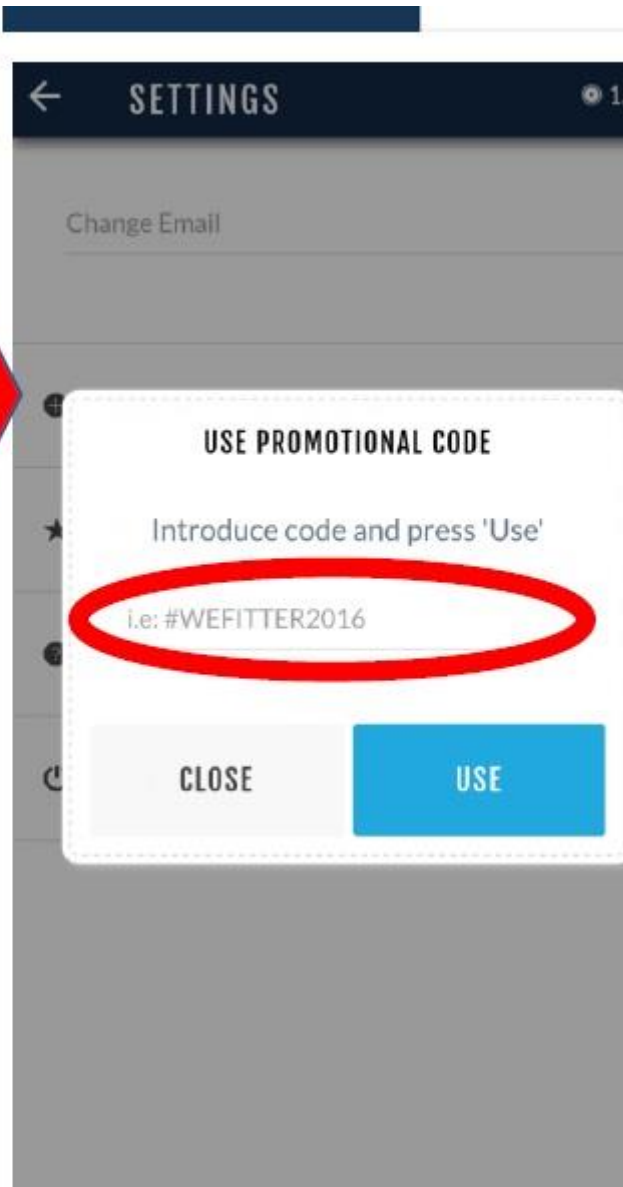 SETTINGS
Change Email
USE PROMOTIONAL CODE
Introduce code and press 'Use'
i.e: #WEFITTER2016
CLOSE
USE